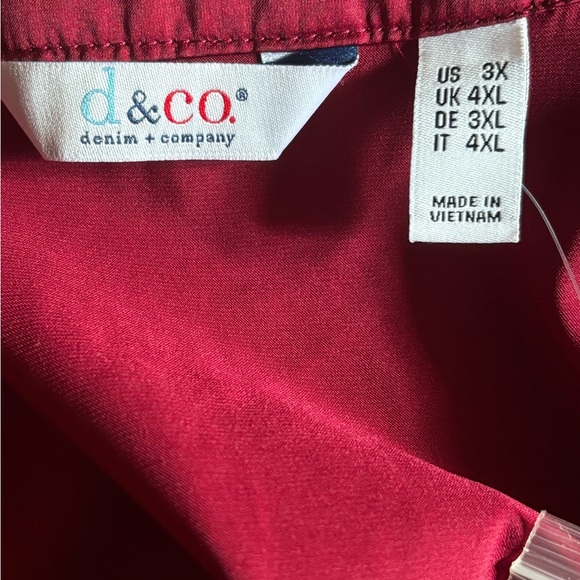 d&co.®
denim + company
US 3X
UK 4XL
DE 3XL
IT 4XL
MADE IN
VIETNAM